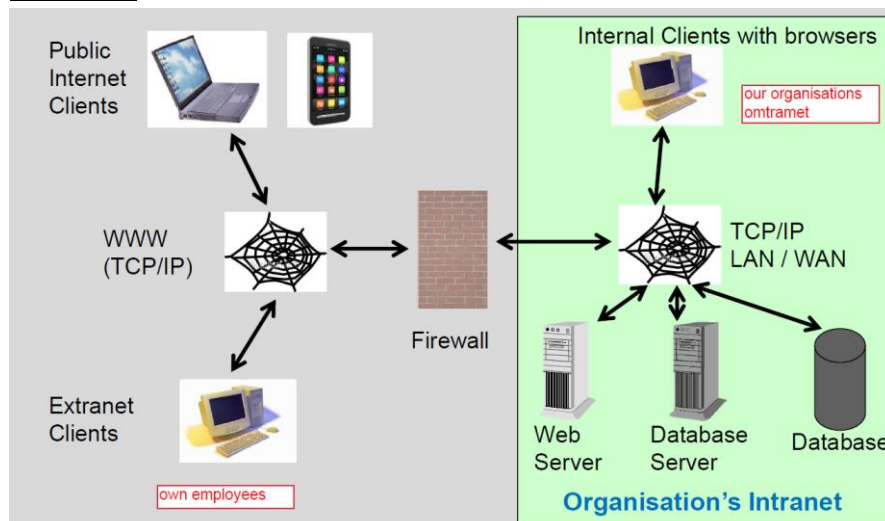 Public
Internet
Clients
Internal Clients with browsers
our organisations
omtramet
WWW
(TCP/IP)
TCP/IP
LAN / WAN
Firewall
Extranet
Clients
own employees
Web
Server
Database
Server
Database
Organisation's Intranet